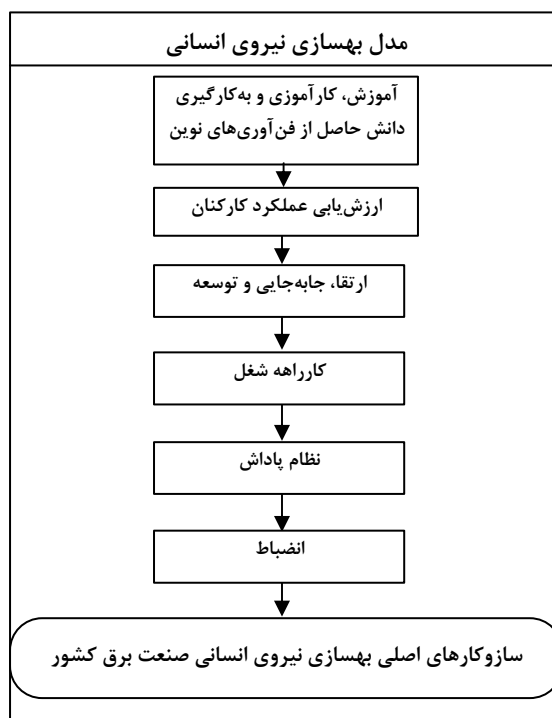 مدل بهسازی نیروی انسانی
آموزش، کارآموزی و به‌کارگیری
دانش حاصل از فن‌آوری‌های نوین
ارزش‌یابی عملکرد کارکنان
ارتقا، جابه‌جایی و توسعه
کارراهه شغل
نظام پاداش
انضباط
سازوکارهای اصلی بهسازی نیروی انسانی صنعت برق کشور